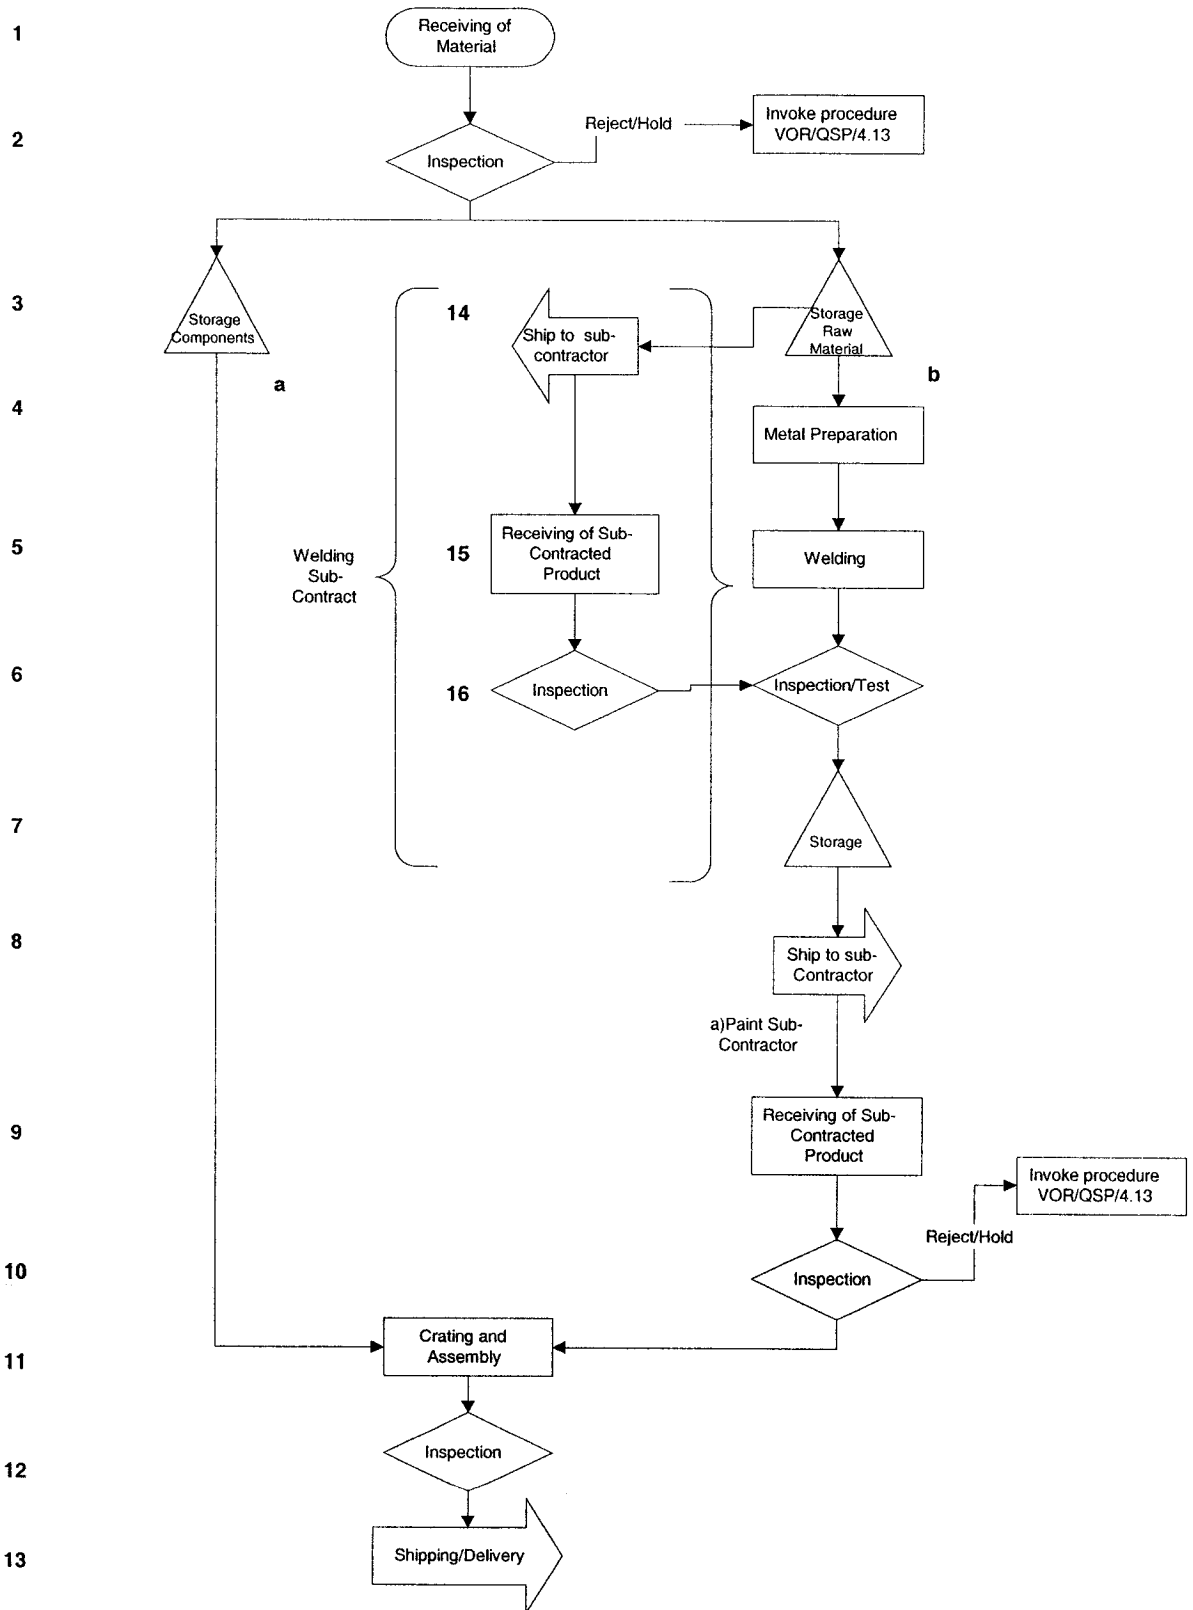 1
Receiving of
Material
2
Inspection
Reject/Hold
Invoke procedure
VOR/QSP/4.13
3
Storage
Components
a
14
Ship to sub-
contractor
Storage
Raw
Material
b
4
Metal Preparation
5
Welding
Sub-
Contract
15
Receiving of Sub-
Contracted
Product
Welding
6
16
Inspection
Inspection/Test
7
Storage
8
Ship to sub-
Contractor
a)Paint Sub-
Contractor
9
Receiving of Sub-
Contracted
Product
Invoke procedure
VOR/QSP/4.13
Reject/Hold
10
Inspection
11
Crating and
Assembly
12
Inspection
13
Shipping/Delivery